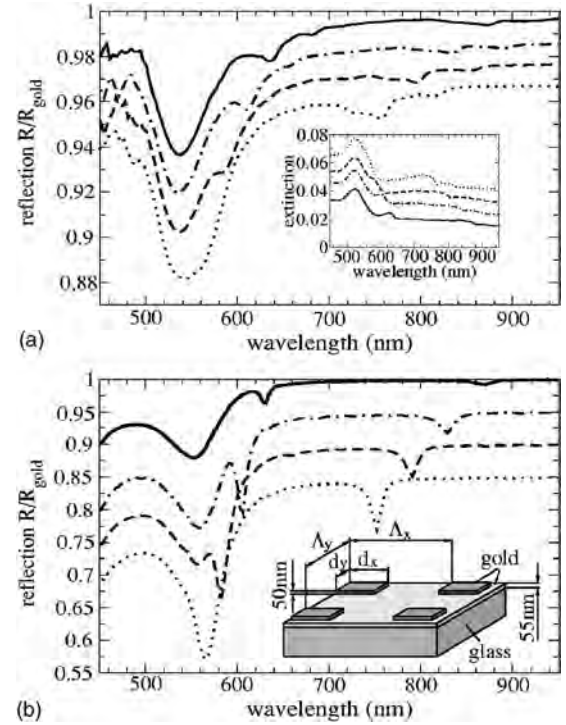 1
0.98
0.96
0.94
0.92
0.9
0.88
reflection R/R_gold
500
600
700
800
900
wavelength (nm)
(a)
0.08
0.06
0.04
0.02
0
extinction
500
600
700
800
900
wavelength (nm)
1
0.95
0.9
0.85
0.8
0.75
0.7
0.65
0.6
0.55
reflection R/R_gold
500
600
700
800
900
wavelength (nm)
(b)
Λy
Λx
dy
dx
gold
50nm
55nm
glass